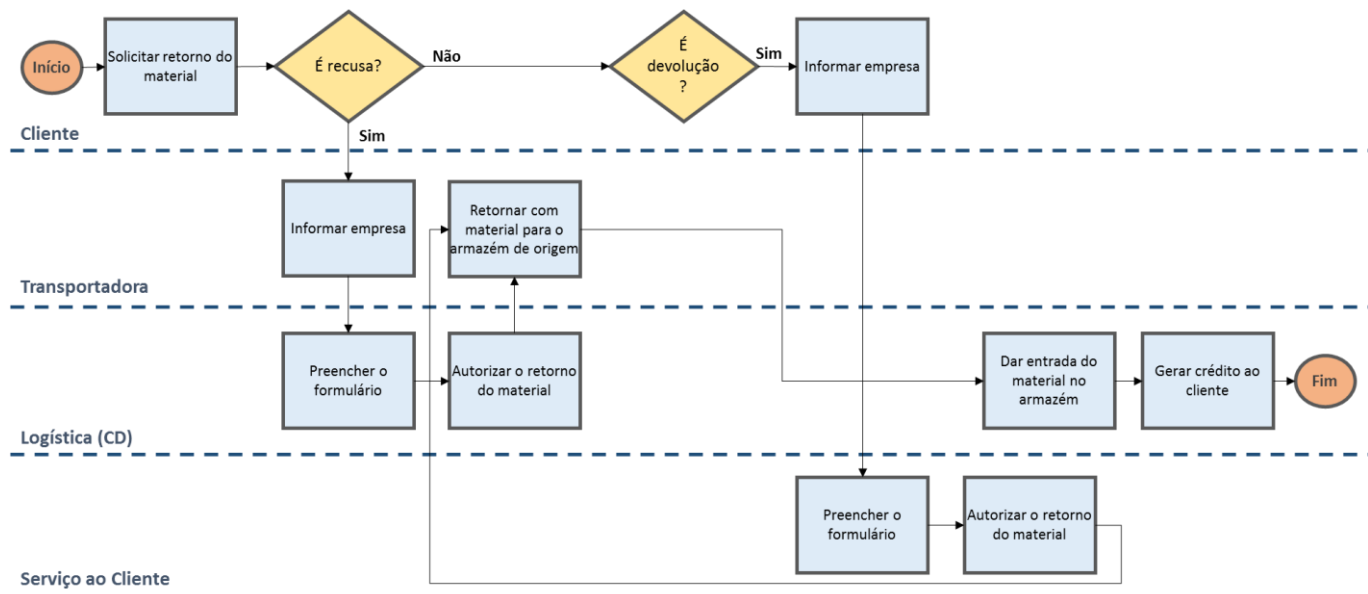 Início
Solicitar retorno do
material
É recusa?
Não
É
devolução
?
Sim
Informar empresa
Sim
Cliente
Informar empresa
Retornar com
material para o
armazém de origem
Transportadora
Preencher o
formulário
Autorizar o retorno
do material
Dar entrada do
material no
armazém
Gerar crédito ao
cliente
Fim
Logística (CD)
Preencher o
formulário
Autorizar o retorno
do material
Serviço ao Cliente